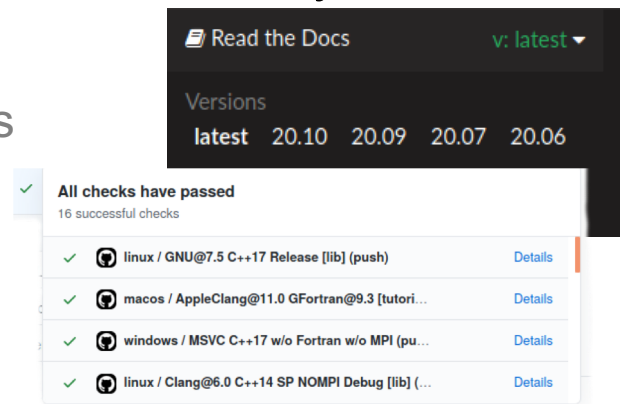 Read the Docs v: latest
Versions
latest 20.10 20.09 20.07 20.06
s
All checks have passed
16 successful checks
linux / GNU@7.5 C++17 Release [lib] (push) Details
macos / AppleClang@11.0 GFortran@9.3 [tutori... Details
windows / MSVC C++17 w/o Fortran w/o MPI (pu... Details
linux / Clang@6.0 C++14 SP NOMPI Debug [lib] (... Details